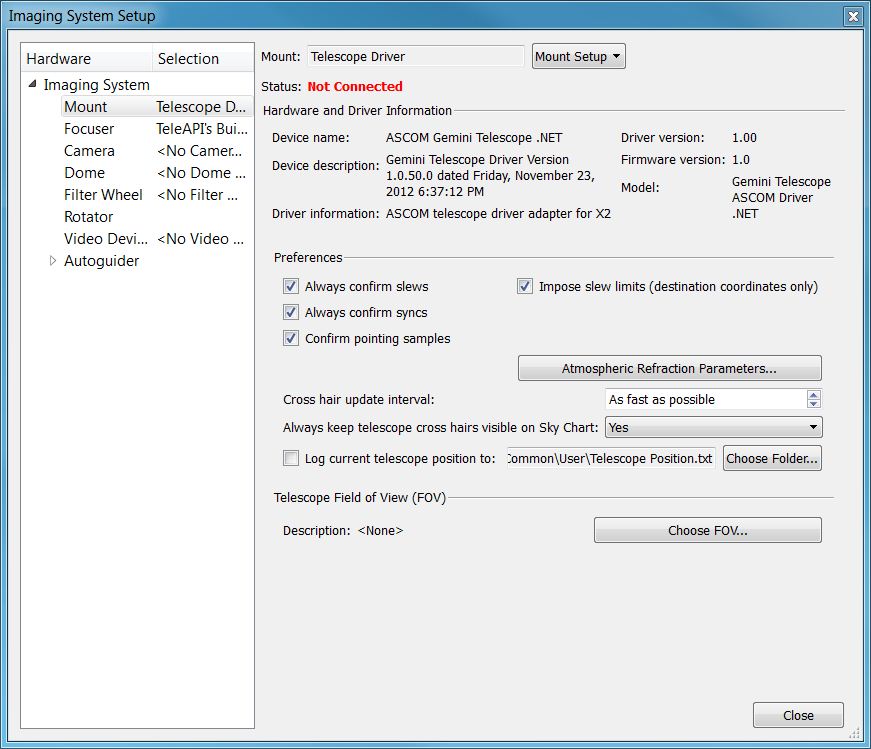 Imaging System Setup
Hardware Selection
Imaging System
Mount Telescope D...
Focuser TeleAPI's Bui...
Camera <No Camer...
Dome <No Dome ...
Filter Wheel <No Filter ...
Rotator
Video Devi... <No Video ...
Autoguider
Mount: Telescope Driver Mount Setup
Status: Not Connected
Hardware and Driver Information
Device name: ASCOM Gemini Telescope .NET
Device description: Gemini Telescope Driver Version
1.0.50.0 dated Friday, November 23,
2012 6:37:12 PM
Driver information: ASCOM telescope driver adapter for X2
Driver version: 1.00
Firmware version: 1.0
Model: Gemini Telescope
ASCOM Driver
.NET
Preferences
Always confirm slews
Impose slew limits (destination coordinates only)
Always confirm syncs
Confirm pointing samples
Atmospheric Refraction Parameters...
Cross hair update interval: As fast as possible
Always keep telescope cross hairs visible on Sky Chart: Yes
Log current telescope position to: Common\User\Telescope Position.txt Choose Folder...
Telescope Field of View (FOV)
Description: <None> Choose FOV...
Close